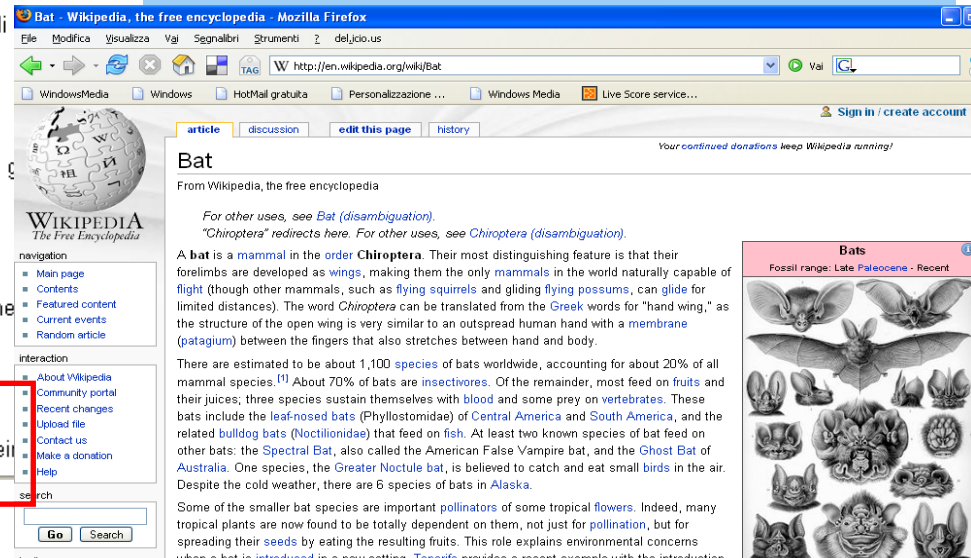 Bat - Wikipedia, the free encyclopedia - Mozilla Firefox
File Modifica Visualizza Vai Segnalibri Strumenti ? del.icio.us
TAG W http://en.wikipedia.org/wiki/Bat Vai G
WindowsMedia Windows HotMail gratuita Personalizzazione ... Windows Media Live Score service...
Sign in / create account
article discussion edit this page history
Your continued donations keep Wikipedia running!
WIKIPEDIA
The Free Encyclopedia
navigation
Main page
Contents
Featured content
Current events
Random article
interaction
About Wikipedia
Community portal
Recent changes
Upload file
Contact us
Make a donation
Help
search
Go Search
Bat
From Wikipedia, the free encyclopedia
For other uses, see Bat (disambiguation).
"Chiroptera" redirects here. For other uses, see Chiroptera (disambiguation).
A bat is a mammal in the order Chiroptera. Their most distinguishing feature is that their
forelimbs are developed as wings, making them the only mammals in the world naturally capable of
flight (though other mammals, such as flying squirrels and gliding flying possums, can glide for
limited distances). The word Chiroptera can be translated from the Greek words for "hand wing," as
the structure of the open wing is very similar to an outspread human hand with a membrane
(patagium) between the fingers that also stretches between hand and body.
There are estimated to be about 1,100 species of bats worldwide, accounting for about 20% of all
mammal species.[1] About 70% of bats are insectivores. Of the remainder, most feed on fruits and
their juices; three species sustain themselves with blood and some prey on vertebrates. These
bats include the leaf-nosed bats (Phyllostomidae) of Central America and South America, and the
related bulldog bats (Noctilionidae) that feed on fish. At least two known species of bat feed on
other bats: the Spectral Bat, also called the American False Vampire bat, and the Ghost Bat of
Australia. One species, the Greater Noctule bat, is believed to catch and eat small birds in the air.
Despite the cold weather, there are 6 species of bats in Alaska.
Some of the smaller bat species are important pollinators of some tropical flowers. Indeed, many
tropical plants are now found to be totally dependent on them, not just for pollination, but for
spreading their seeds by eating the resulting fruits. This role explains environmental concerns
when a bat is introduced in a new setting. Tenerife provides a recent example with the introduction
Bats
Fossil range: Late Paleocene - Recent